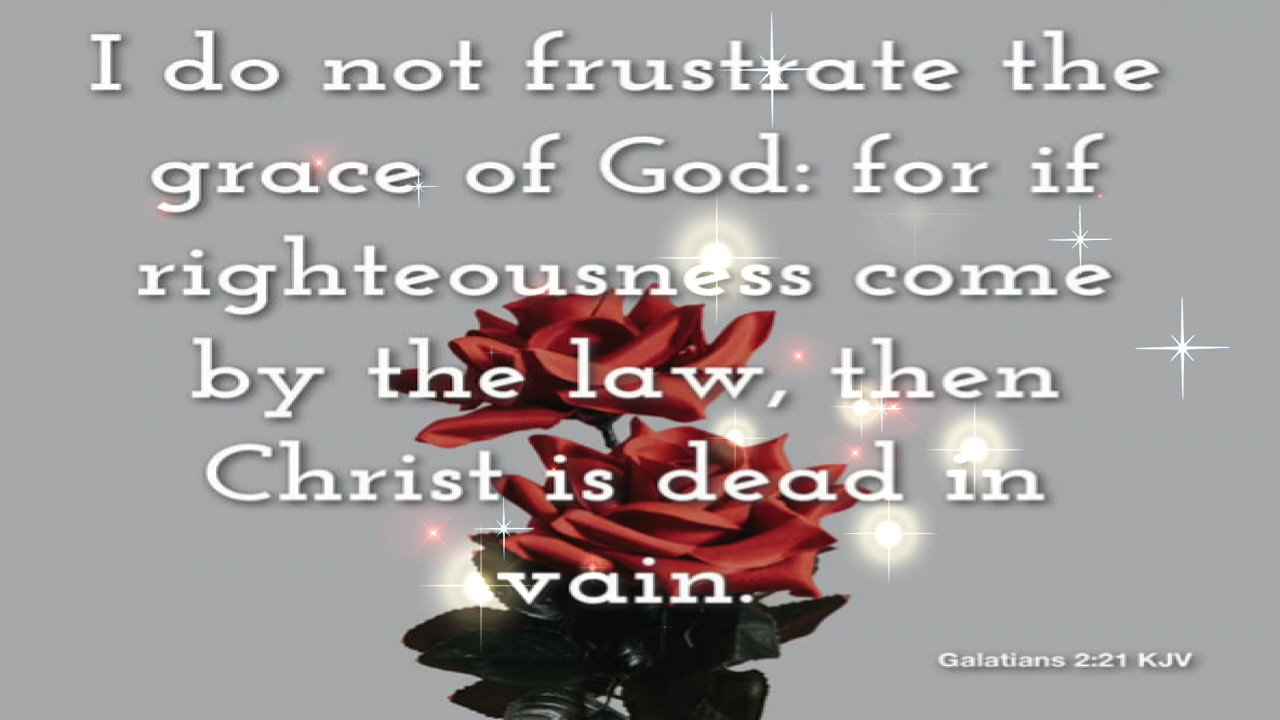 I do not frustrate the
grace of God: for if
righteousness come
by the law, then
Christ is dead in
vain.
Galatians 2:21 KJV